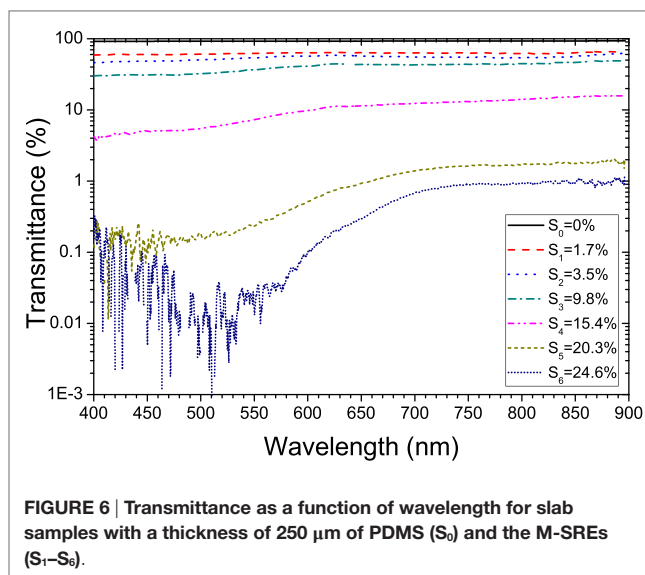 100
10
1
0.1
0.01
1E-3
Transmittance (%)
S₀=0%
S₁=1.7%
S₂=3.5%
S₃=9.8%
S₄=15.4%
S₅=20.3%
S₆=24.6%
400 450 500 550 600 650 700 750 800 850 900
Wavelength (nm)
FIGURE 6 | Transmittance as a function of wavelength for slab
samples with a thickness of 250 μm of PDMS (S₀) and the M-SREs
(S₁–S₆).